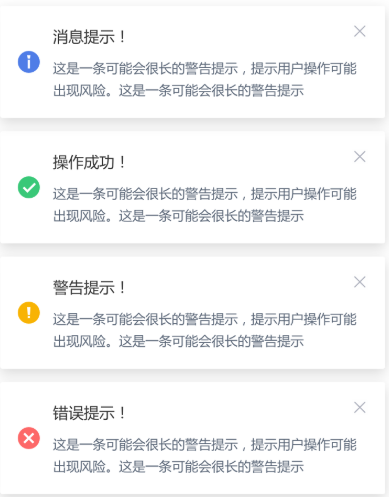 消息提示！
这是一条可能会很长的警告提示，提示用户操作可能
出现风险。这是一条可能会很长的警告提示
操作成功！
这是一条可能会很长的警告提示，提示用户操作可能
出现风险。这是一条可能会很长的警告提示
警告提示！
这是一条可能会很长的警告提示，提示用户操作可能
出现风险。这是一条可能会很长的警告提示
错误提示！
这是一条可能会很长的警告提示，提示用户操作可能
出现风险。这是一条可能会很长的警告提示